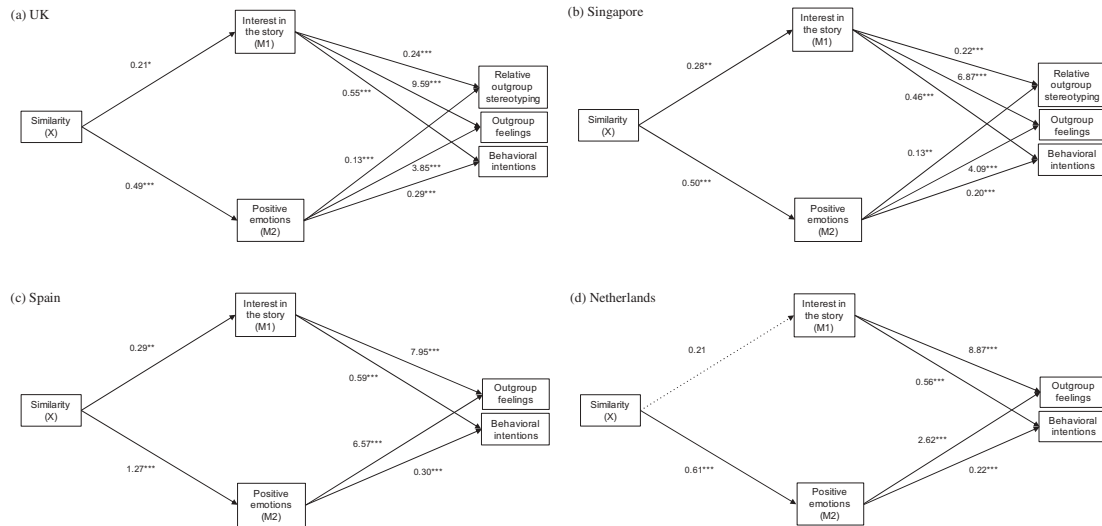 (a) UK
Interest in
the story
(M1)
0.21*
0.24***
9.59***
0.55***
Similarity
(X)
Relative
outgroup
stereotyping
Outgroup
feelings
Behavioral
intentions
0.49***
0.13***
3.85***
0.29***
Positive
emotions
(M2)
(b) Singapore
Interest in
the story
(M1)
0.28**
0.22***
6.87***
0.46***
Similarity
(X)
Relative
outgroup
stereotyping
Outgroup
feelings
Behavioral
intentions
0.50***
0.13**
4.09***
0.20***
Positive
emotions
(M2)
(c) Spain
Interest in
the story
(M1)
0.29**
7.95***
0.59***
Similarity
(X)
Outgroup
feelings
Behavioral
intentions
1.27***
6.57***
0.30***
Positive
emotions
(M2)
(d) Netherlands
Interest in
the story
(M1)
0.21
8.87***
0.56***
Similarity
(X)
Outgroup
feelings
Behavioral
intentions
0.61***
2.62***
0.22***
Positive
emotions
(M2)